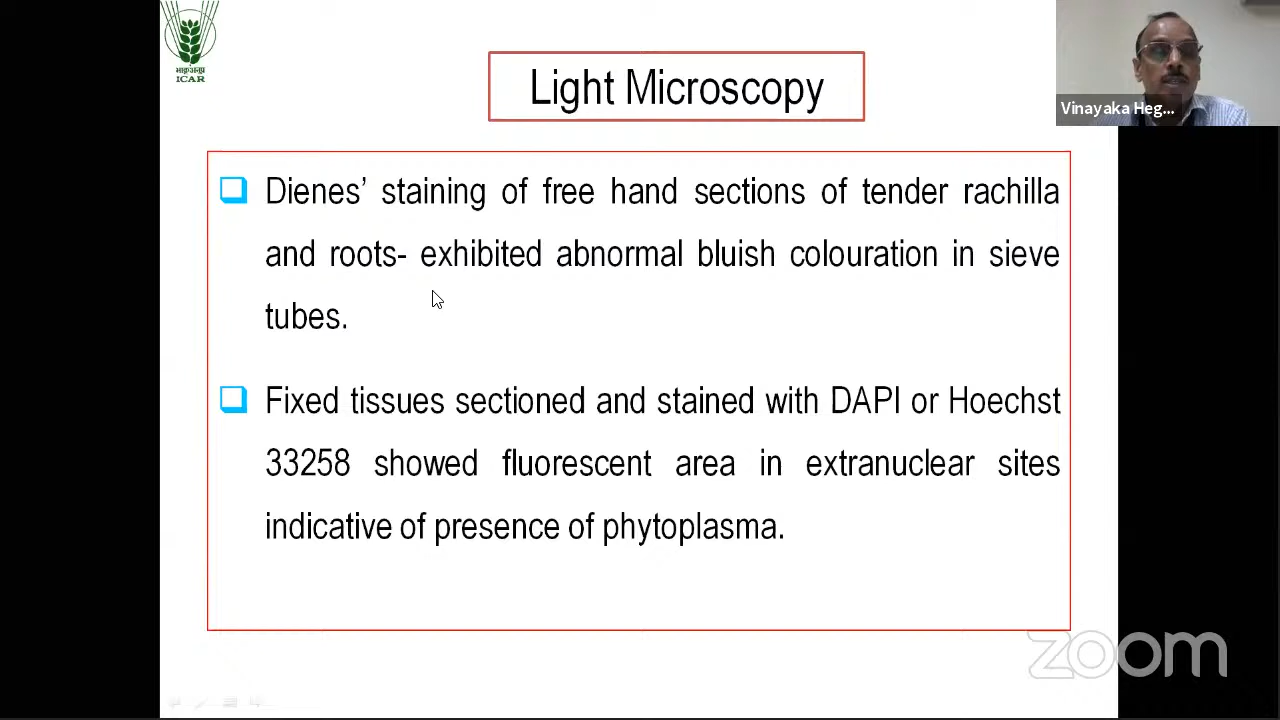 भाकृअनुप
ICAR
Light Microscopy
Vinayaka Heg...
Dienes’ staining of free hand sections of tender rachilla
and roots- exhibited abnormal bluish colouration in sieve
tubes.
Fixed tissues sectioned and stained with DAPI or Hoechst
33258 showed fluorescent area in extranuclear sites
indicative of presence of phytoplasma.
zoom